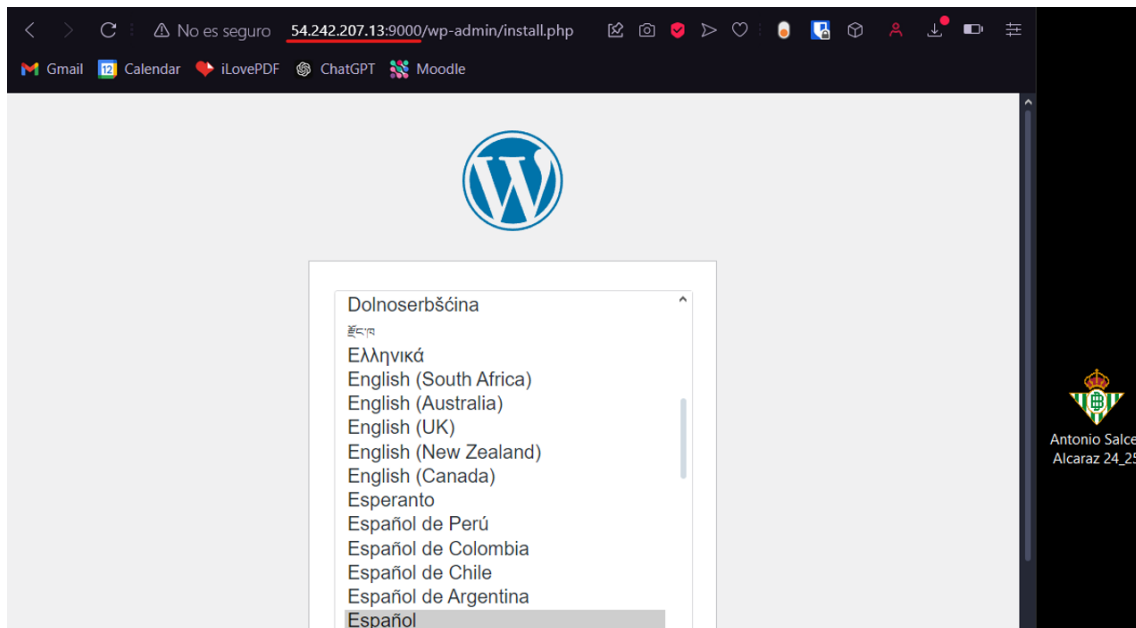 No es seguro 54.242.207.13:9000/wp-admin/install.php
Gmail 12 Calendar iLovePDF ChatGPT Moodle
Dolnoserbšćina
རྫོང་ཁ
Ελληνικά
English (South Africa)
English (Australia)
English (UK)
English (New Zealand)
English (Canada)
Esperanto
Español de Perú
Español de Colombia
Español de Chile
Español de Argentina
Español
Antonio Salce
Alcaraz 24_25